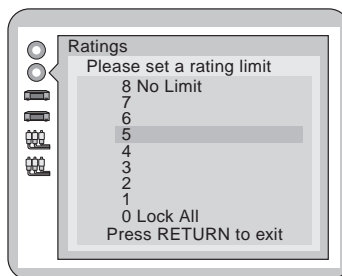 Ratings
Please set a rating limit
8 No Limit
7
6
5
4
3
2
1
0 Lock All
Press RETURN to exit